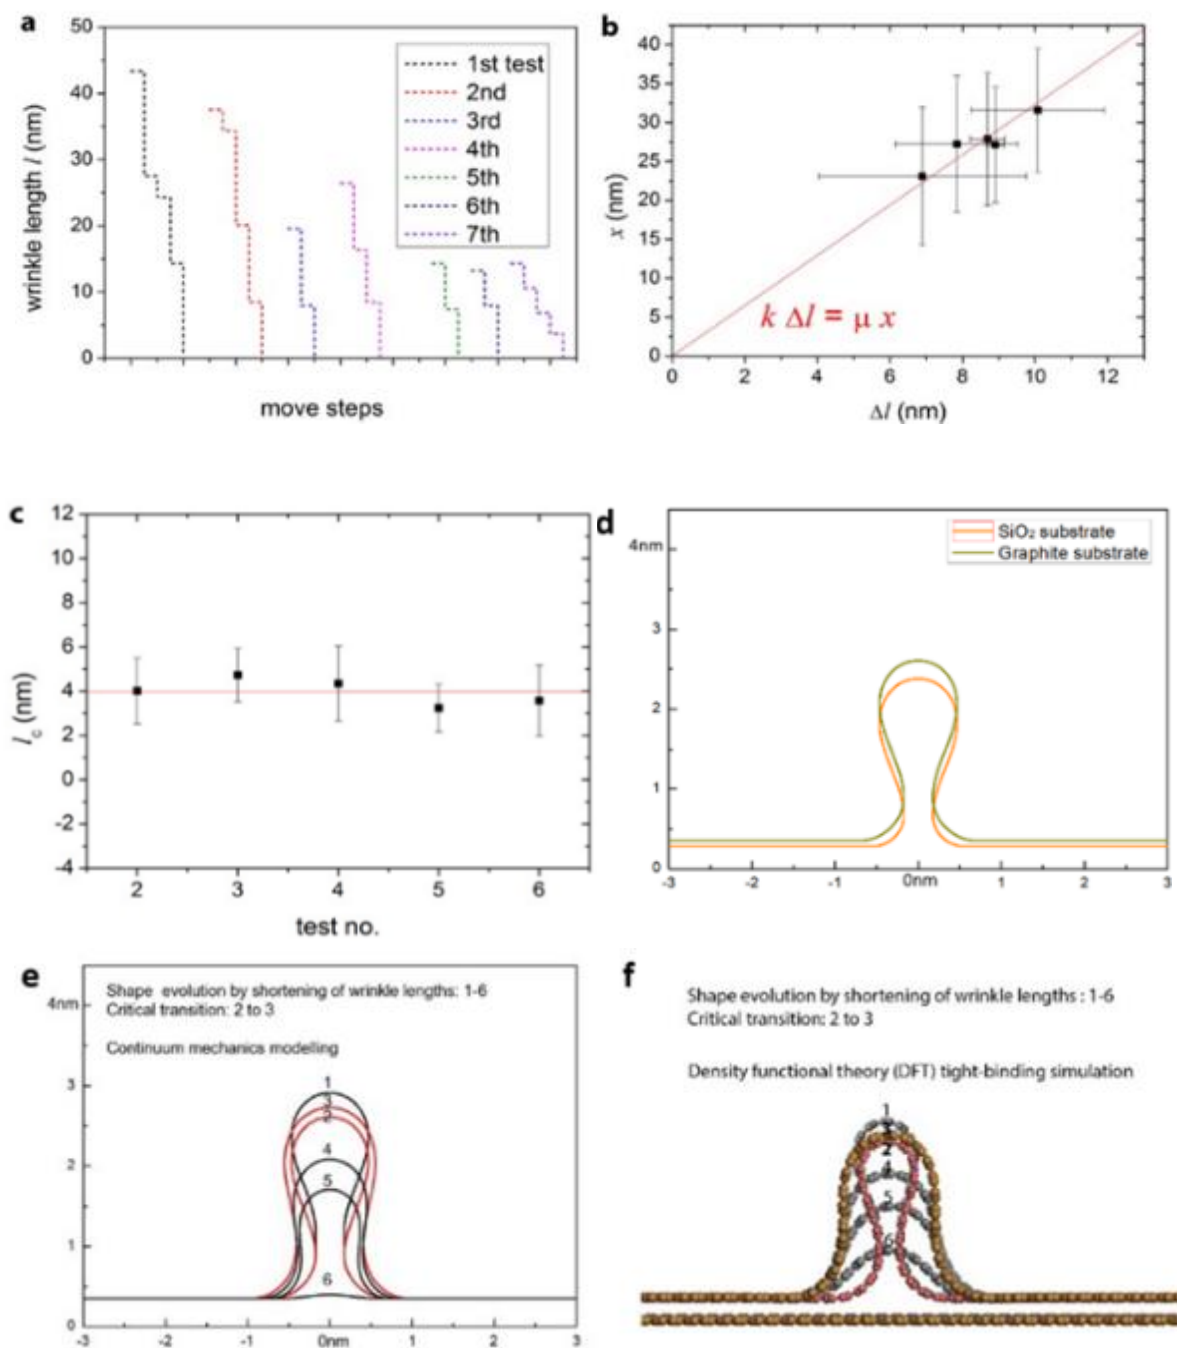 a
50
40
30
20
10
0
wrinkle length l (nm)
move steps
1st test
2nd
3rd
4th
5th
6th
7th
b
40
35
30
25
20
15
10
5
0
x (nm)
k Δl = μ x
0 2 4 6 8 10 12
Δl (nm)
c
12
10
8
6
4
2
0
-2
-4
lc (nm)
2 3 4 5 6
test no.
d
4nm
3
2
1
0
SiO₂ substrate
Graphite substrate
-3 -2 -1 0nm 1 2 3
e
Shape evolution by shortening of wrinkle lengths: 1-6
Critical transition: 2 to 3
Continuum mechanics modelling
4nm
3
2
1
0
1
3
2
4
5
6
-3 -2 -1 0nm 1 2 3
f
Shape evolution by shortening of wrinkle lengths : 1-6
Critical transition: 2 to 3
Density functional theory (DFT) tight-binding simulation
1
3
2
4
5
6